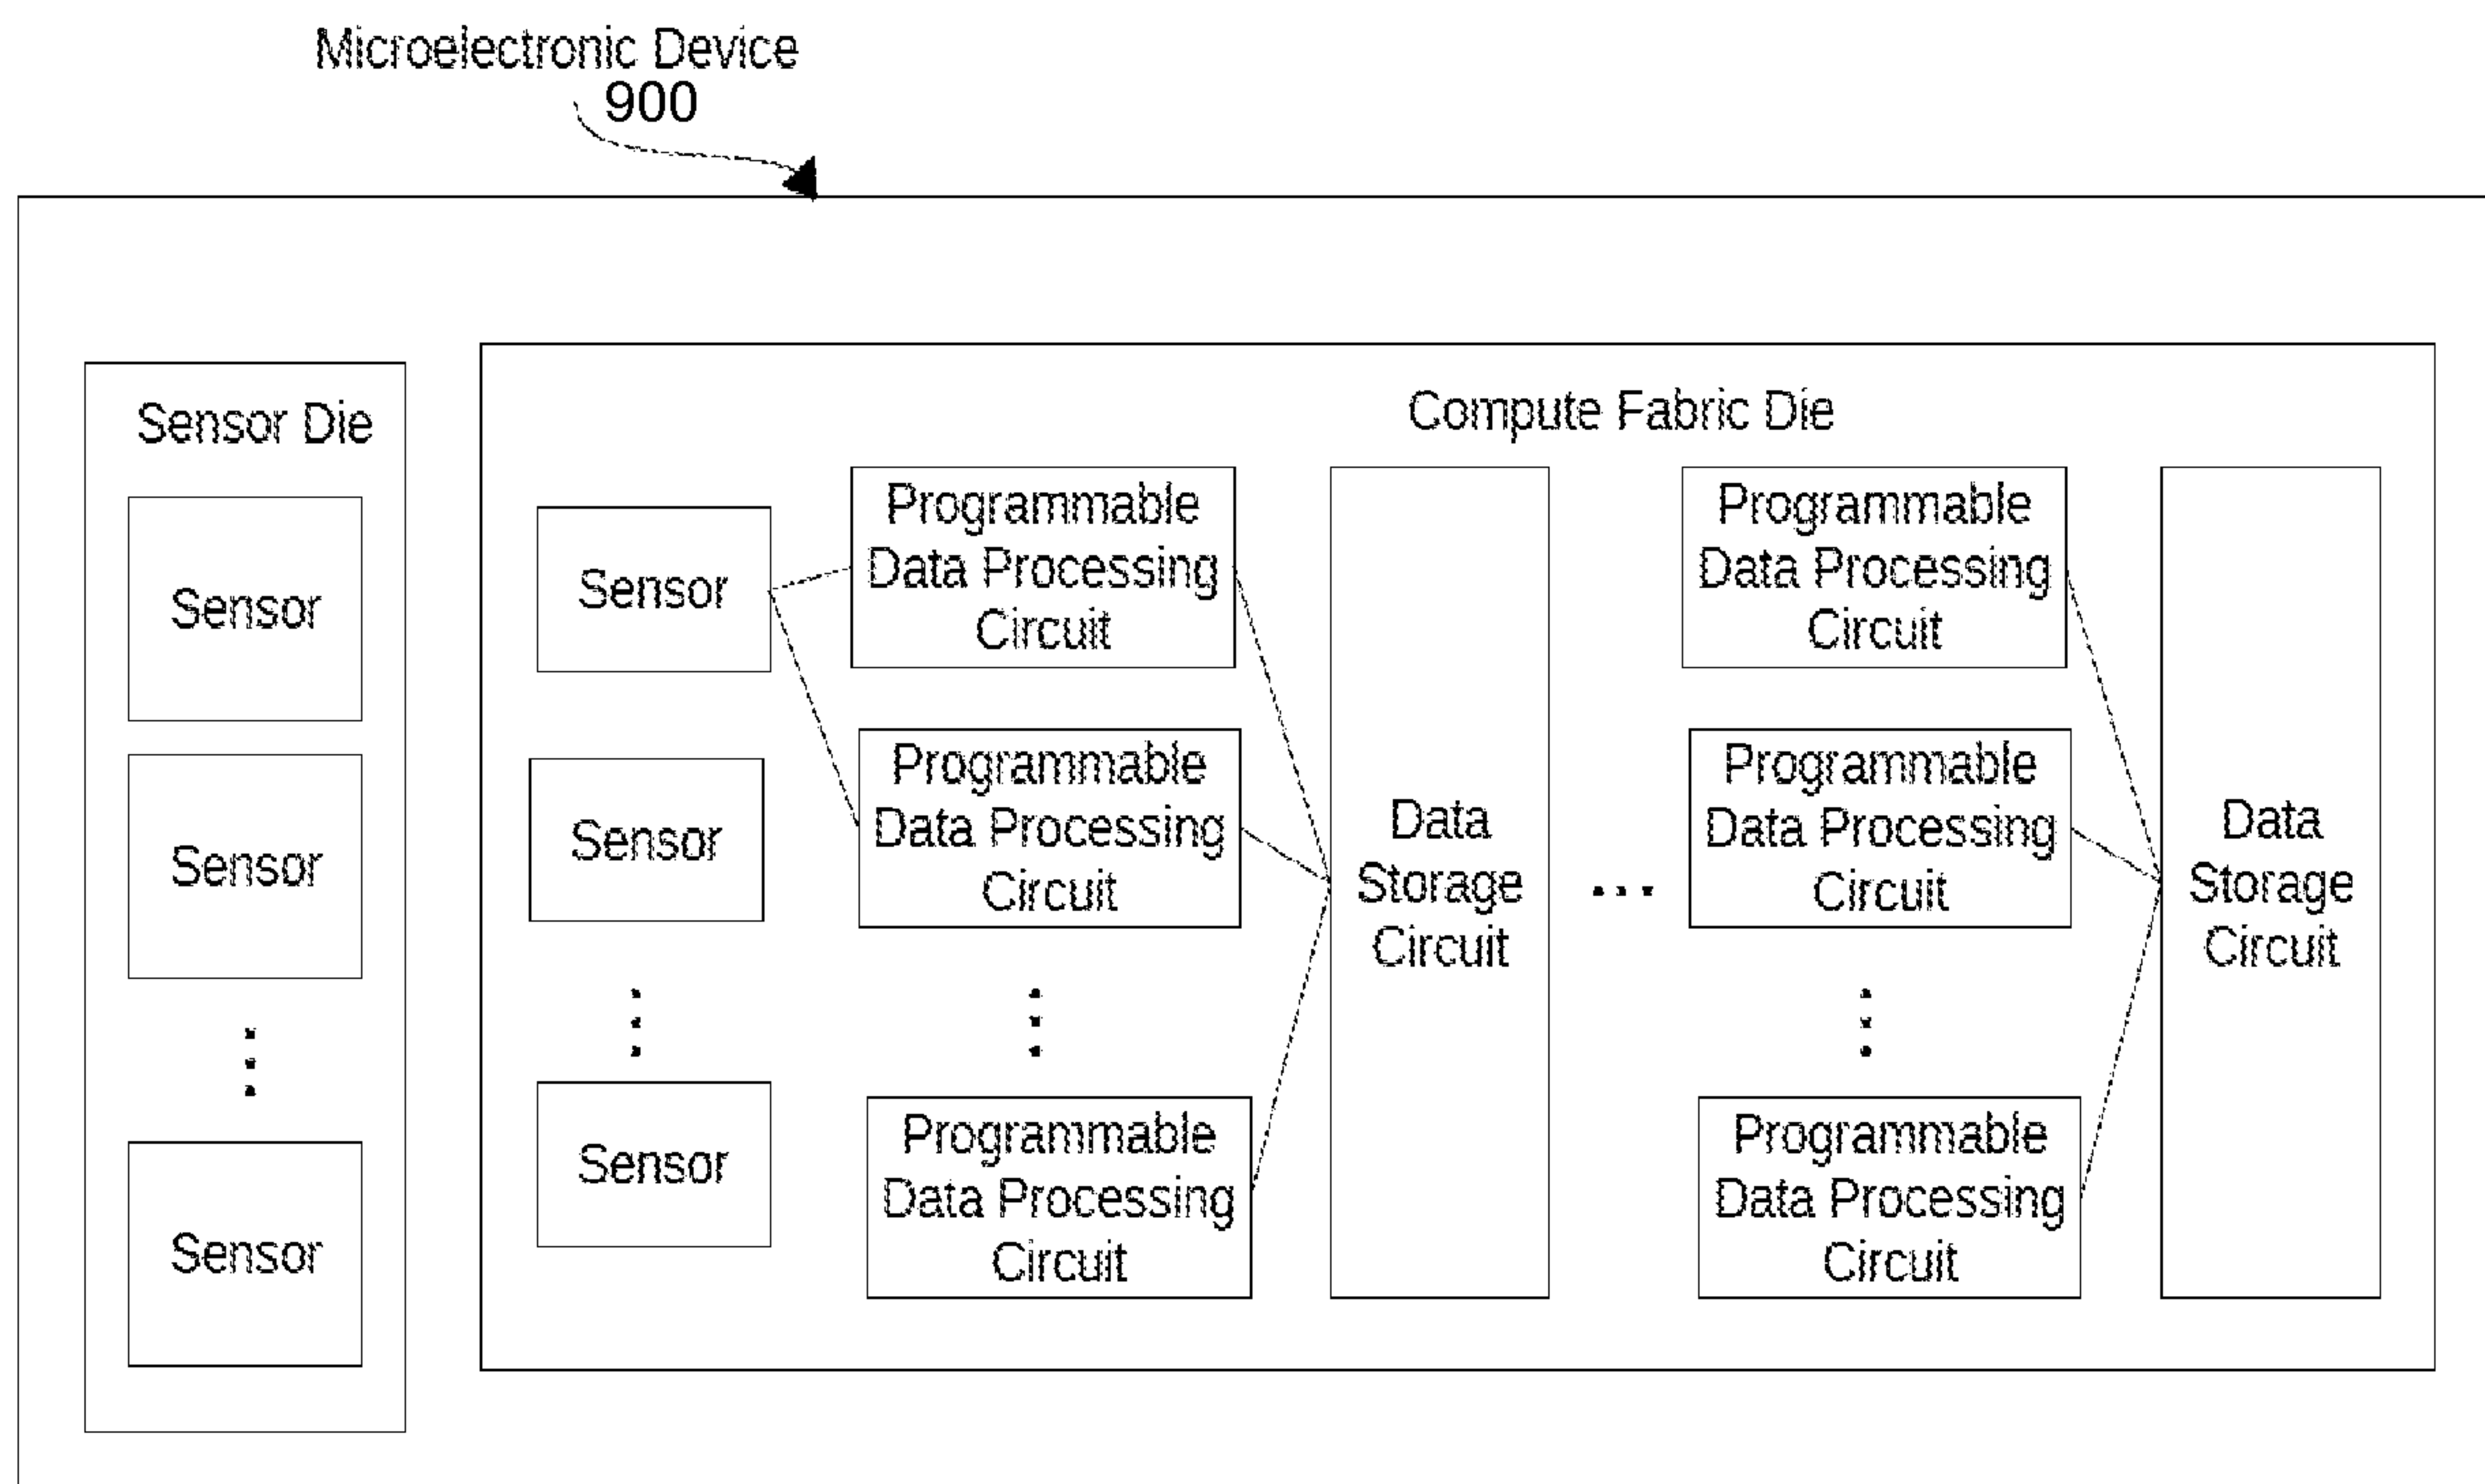 Microelectronic Device
900
Sensor Die
Sensor
Sensor
Sensor
Compute Fabric Die
Sensor
Sensor
Sensor
Programmable
Data Processing
Circuit
Programmable
Data Processing
Circuit
Programmable
Data Processing
Circuit
Data
Storage
Circuit
...
Programmable
Data Processing
Circuit
Programmable
Data Processing
Circuit
Programmable
Data Processing
Circuit
Data
Storage
Circuit